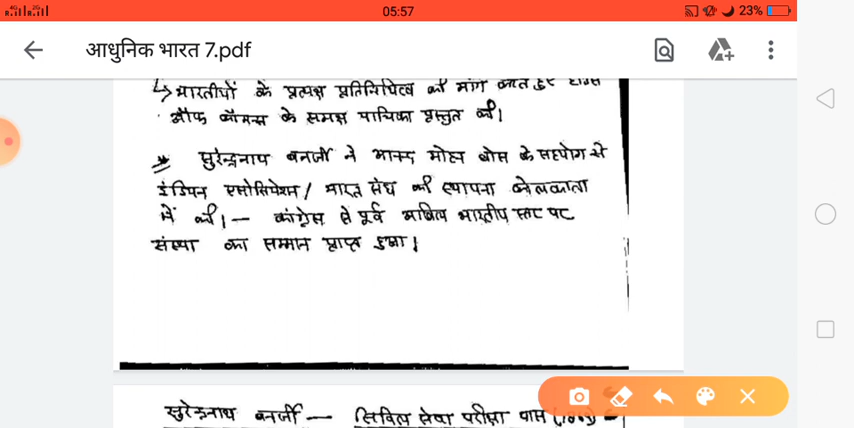 05:57
23%
आधुनिक भारत 7.pdf
↳ भारतीयों के प्रत्यक्ष प्रतिनिधित्व की मांग करते हुए हाउस
ऑफ कॉमन्स के समक्ष याचिका प्रस्तुत की।
* सुरेन्द्रनाथ बनर्जी ने आनन्द मोहन बोस के सहयोग से
इंडियन एसोसियेशन / भारत संघ की स्थापना कोलकाता
में की। — कांग्रेस से पूर्व अखिल भारतीय स्तर पर
संस्था का सम्मान प्राप्त हुआ।
सुरेन्द्रनाथ बनर्जी — सिविल सेवा परीक्षा पास